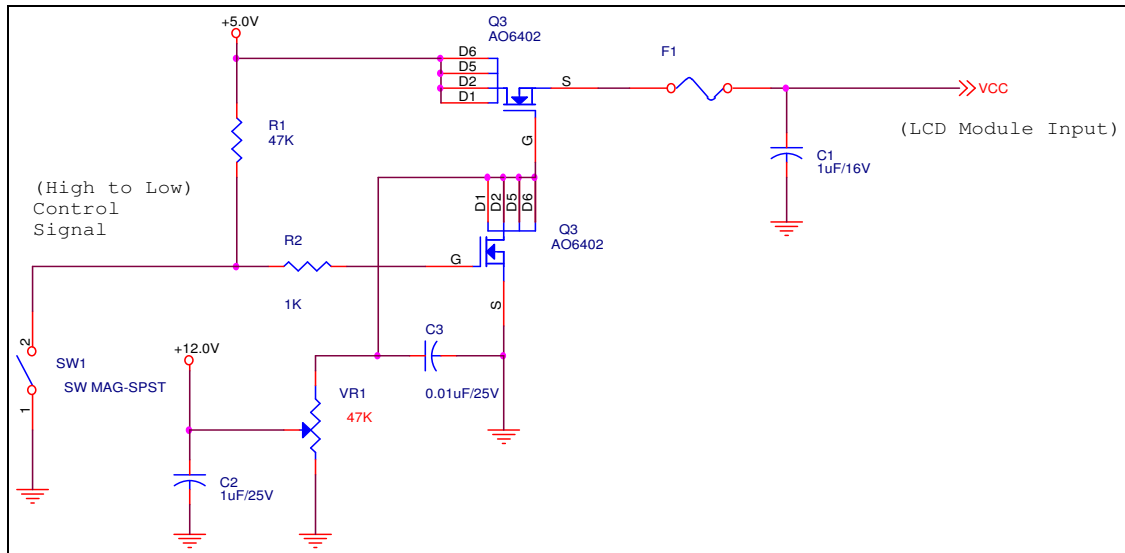 +5.0V
Q3
AO6402
D6
D5
D2
D1
S
G
F1
VCC
(LCD Module Input)
R1
47K
C1
1uF/16V
(High to Low)
Control
Signal
D1
D2
D5
D6
Q3
AO6402
R2
1K
G
S
C3
0.01uF/25V
+12.0V
2
SW1
SW MAG-SPST
1
VR1
47K
C2
1uF/25V